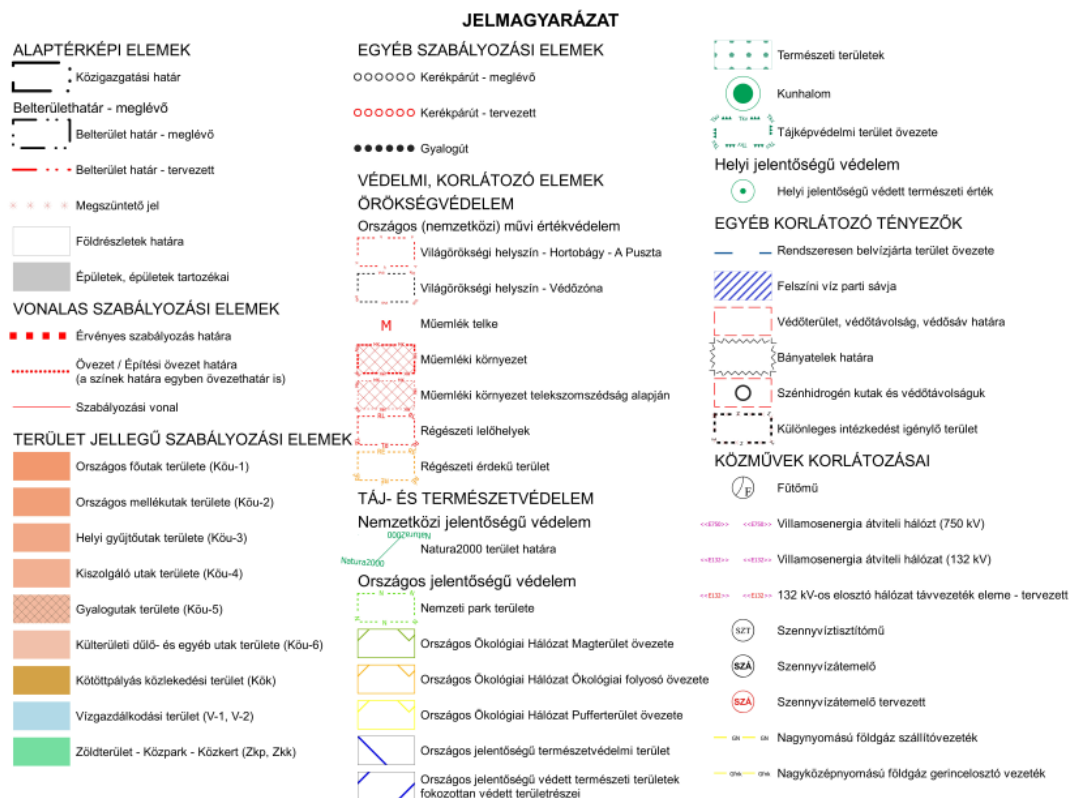 JELMAGYARÁZAT
ALAPTÉRKÉPI ELEMEK
Közigazgatási határ
Belterülethatár - meglévő
Belterület határ - meglévő
Belterület határ - tervezett
Megszüntető jel
Földrészletek határa
Épületek, épületek tartozékai
VONALAS SZABÁLYOZÁSI ELEMEK
Érvényes szabályozás határa
Övezet / Építési övezet határa
(a színek határa egyben övezethatár is)
Szabályozási vonal
TERÜLET JELLEGŰ SZABÁLYOZÁSI ELEMEK
Országos főutak területe (Köu-1)
Országos mellékutak területe (Köu-2)
Helyi gyűjtőutak területe (Köu-3)
Kiszolgáló utak területe (Köu-4)
Gyalogutak területe (Köu-5)
Külterületi dűlő- és egyéb utak területe (Köu-6)
Kötöttpályás közlekedési terület (Kök)
Vízgazdálkodási terület (V-1, V-2)
Zöldterület - Közpark - Közkert (Zkp, Zkk)
EGYÉB SZABÁLYOZÁSI ELEMEK
Kerékpárút - meglévő
Kerékpárút - tervezett
Gyalogút
VÉDELMI, KORLÁTOZÓ ELEMEK
ÖRÖKSÉGVÉDELEM
Országos (nemzetközi) művi értékvédelem
Világörökségi helyszín - Hortobágy - A Puszta
Világörökségi helyszín - Védőzóna
M Műemlék telke
Műemléki környezet
Műemléki környezet telekszomszédság alapján
Régészeti lelőhelyek
Régészeti érdekű terület
TÁJ- ÉS TERMÉSZETVÉDELEM
Nemzetközi jelentőségű védelem
Natura2000
Natura2000 terület határa
Natura2000
Országos jelentőségű védelem
Nemzeti park területe
Országos Ökológiai Hálózat Magterület övezete
Országos Ökológiai Hálózat Ökológiai folyosó övezete
Országos Ökológiai Hálózat Pufferterület övezete
Országos jelentőségű természetvédelmi terület
Országos jelentőségű védett természeti területek
fokozottan védett területrészei
Természeti területek
Kunhalom
Tájképvédelmi terület övezete
Helyi jelentőségű védelem
Helyi jelentőségű védett természeti érték
EGYÉB KORLÁTOZÓ TÉNYEZŐK
Rendszeresen belvízjárta terület övezete
Felszíni víz parti sávja
Védőterület, védőtávolság, védősáv határa
Bányatelek határa
Szénhidrogén kutak és védőtávolságuk
Különleges intézkedést igénylő terület
KÖZMŰVEK KORLÁTOZÁSAI
F Fűtőmű
<<E750>> <<E750>> Villamosenergia átviteli hálózt (750 kV)
<<E132>> <<E132>> Villamosenergia átviteli hálózat (132 kV)
<<E132>> <<E132>> 132 kV-os elosztó hálózat távvezeték eleme - tervezett
SZT Szennyvíztisztítómű
SZÁ Szennyvízátemelő
SZÁ Szennyvízátemelő tervezett
GN GN Nagynyomású földgáz szállítóvezeték
Nagyközépnyomású földgáz gerincelosztó vezeték